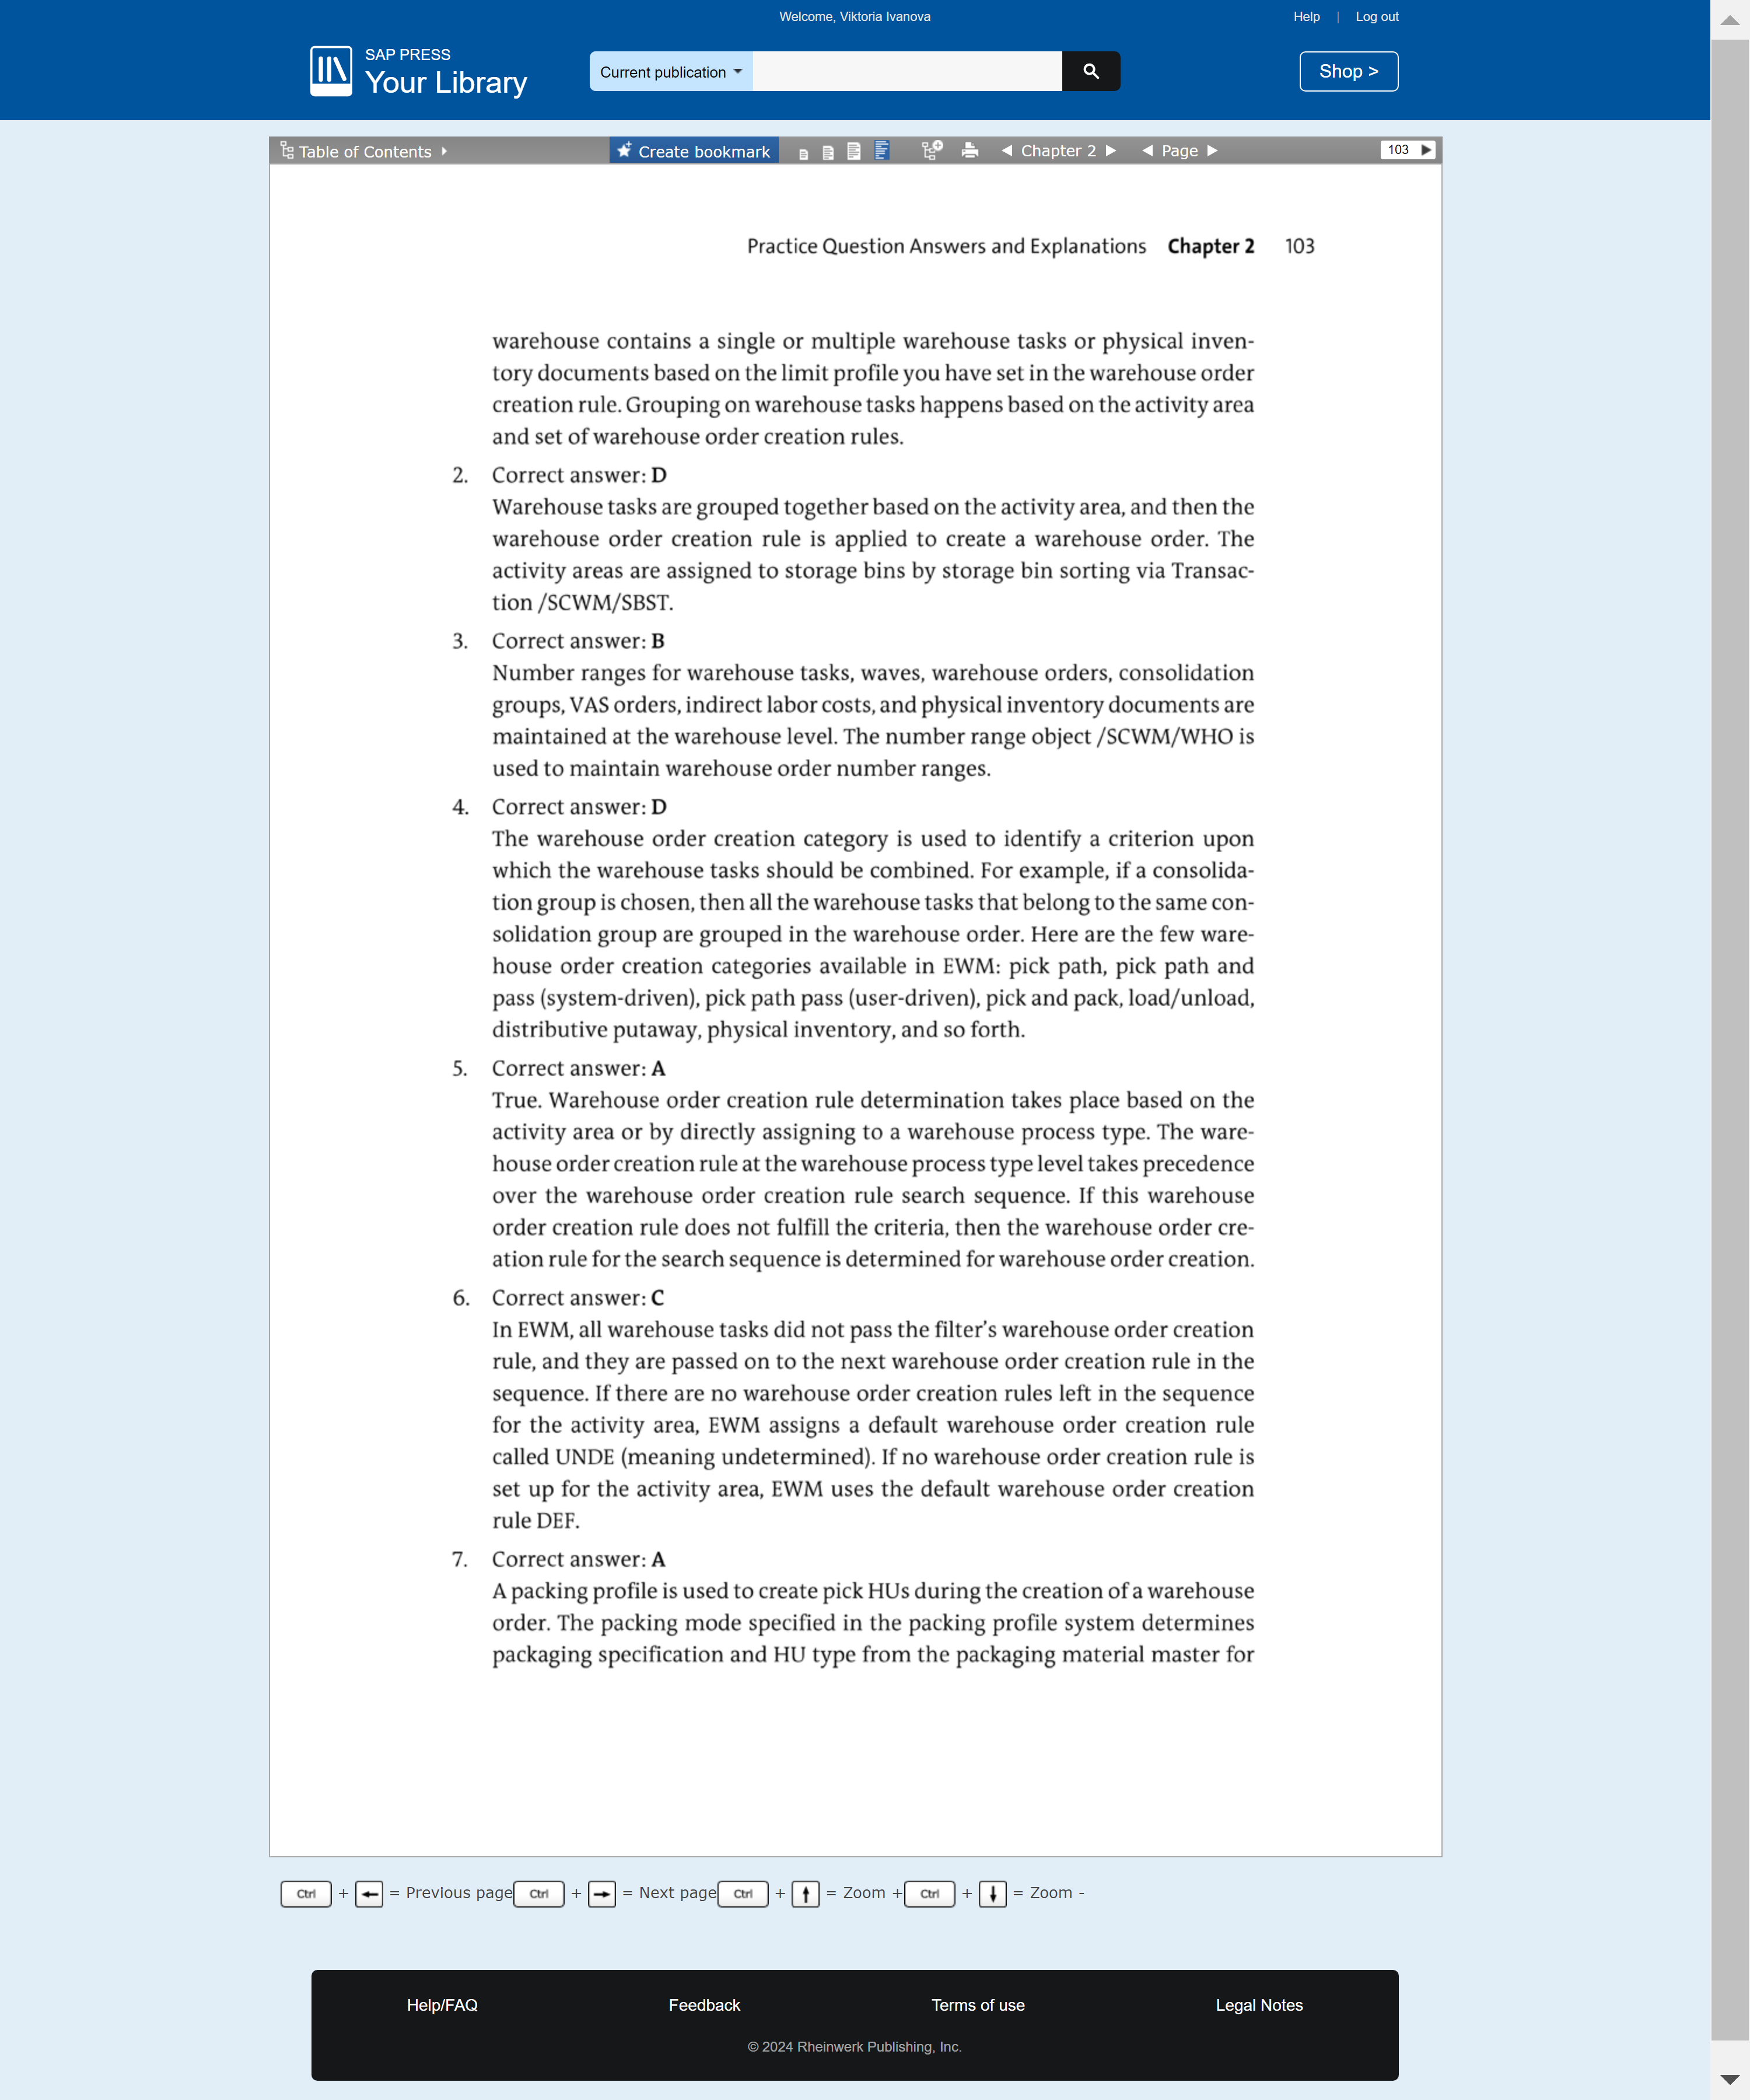 Welcome, Viktoria Ivanova
Help | Log out
SAP PRESS
Your Library
Current publication
Shop >
Table of Contents
Create bookmark
Chapter 2
Page
103
Practice Question Answers and Explanations Chapter 2 103
warehouse contains a single or multiple warehouse tasks or physical inven-
tory documents based on the limit profile you have set in the warehouse order
creation rule. Grouping on warehouse tasks happens based on the activity area
and set of warehouse order creation rules.
2. Correct answer: D
Warehouse tasks are grouped together based on the activity area, and then the
warehouse order creation rule is applied to create a warehouse order. The
activity areas are assigned to storage bins by storage bin sorting via Transac-
tion /SCWM/SBST.
3. Correct answer: B
Number ranges for warehouse tasks, waves, warehouse orders, consolidation
groups, VAS orders, indirect labor costs, and physical inventory documents are
maintained at the warehouse level. The number range object /SCWM/WHO is
used to maintain warehouse order number ranges.
4. Correct answer: D
The warehouse order creation category is used to identify a criterion upon
which the warehouse tasks should be combined. For example, if a consolida-
tion group is chosen, then all the warehouse tasks that belong to the same con-
solidation group are grouped in the warehouse order. Here are the few ware-
house order creation categories available in EWM: pick path, pick path and
pass (system-driven), pick path pass (user-driven), pick and pack, load/unload,
distributive putaway, physical inventory, and so forth.
5. Correct answer: A
True. Warehouse order creation rule determination takes place based on the
activity area or by directly assigning to a warehouse process type. The ware-
house order creation rule at the warehouse process type level takes precedence
over the warehouse order creation rule search sequence. If this warehouse
order creation rule does not fulfill the criteria, then the warehouse order cre-
ation rule for the search sequence is determined for warehouse order creation.
6. Correct answer: C
In EWM, all warehouse tasks did not pass the filter’s warehouse order creation
rule, and they are passed on to the next warehouse order creation rule in the
sequence. If there are no warehouse order creation rules left in the sequence
for the activity area, EWM assigns a default warehouse order creation rule
called UNDE (meaning undetermined). If no warehouse order creation rule is
set up for the activity area, EWM uses the default warehouse order creation
rule DEF.
7. Correct answer: A
A packing profile is used to create pick HUs during the creation of a warehouse
order. The packing mode specified in the packing profile system determines
packaging specification and HU type from the packaging material master for
Ctrl + ← = Previous page Ctrl + → = Next page Ctrl + ↑ = Zoom + Ctrl + ↓ = Zoom -
Help/FAQ Feedback Terms of use Legal Notes
© 2024 Rheinwerk Publishing, Inc.